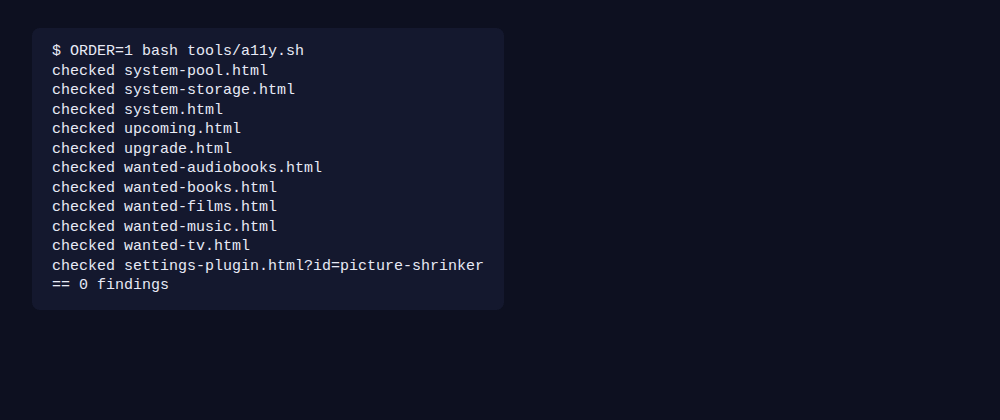 $ ORDER=1 bash tools/a11y.sh
checked system-pool.html
checked system-storage.html
checked system.html
checked upcoming.html
checked upgrade.html
checked wanted-audiobooks.html
checked wanted-books.html
checked wanted-films.html
checked wanted-music.html
checked wanted-tv.html
checked settings-plugin.html?id=picture-shrinker
== 0 findings